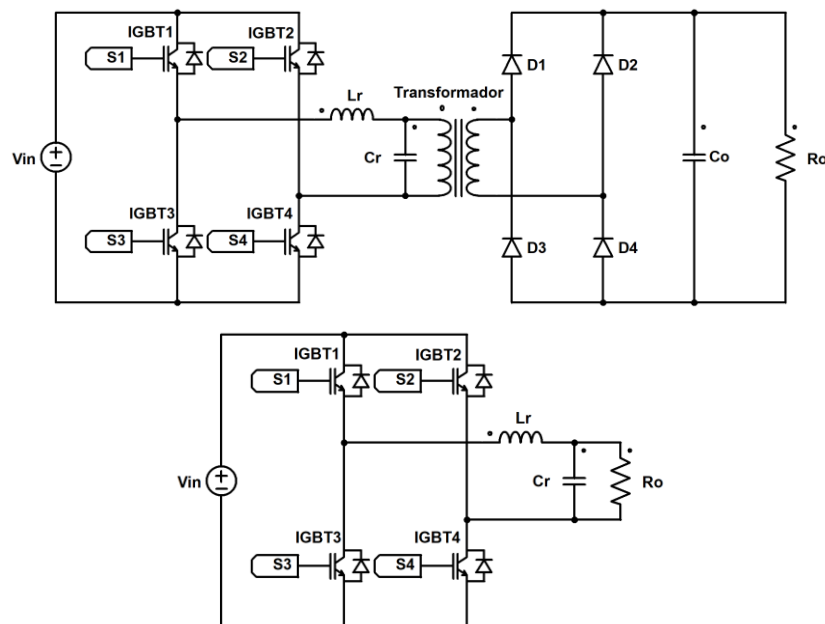 IGBT1
IGBT2
S1
S2
D1
D2
Lr
Transformador
Vin
Cr
Co
Ro
IGBT3
IGBT4
S3
S4
D3
D4
IGBT1
IGBT2
S1
S2
Lr
Vin
Cr
Ro
IGBT3
IGBT4
S3
S4